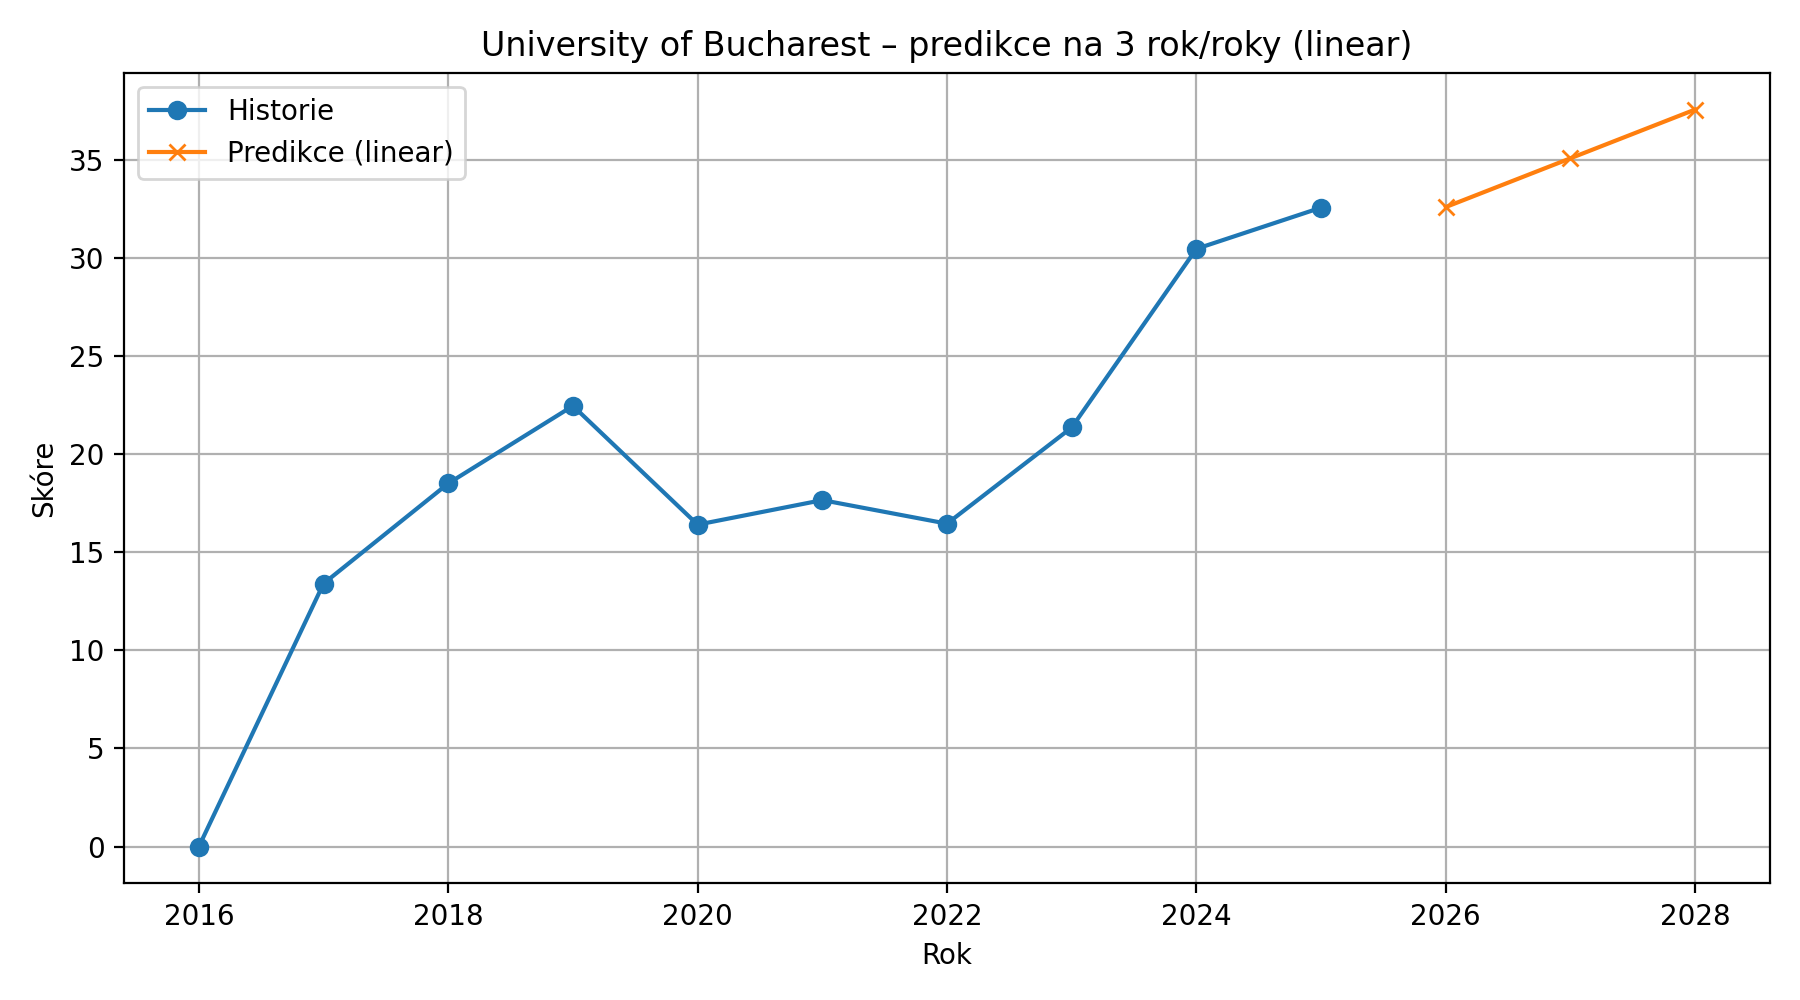 University of Bucharest – predikce na 3 rok/roky (linear)
Historie
Predikce (linear)
Skóre
35
30
25
20
15
10
5
0
2016 2018 2020 2022 2024 2026 2028
Rok